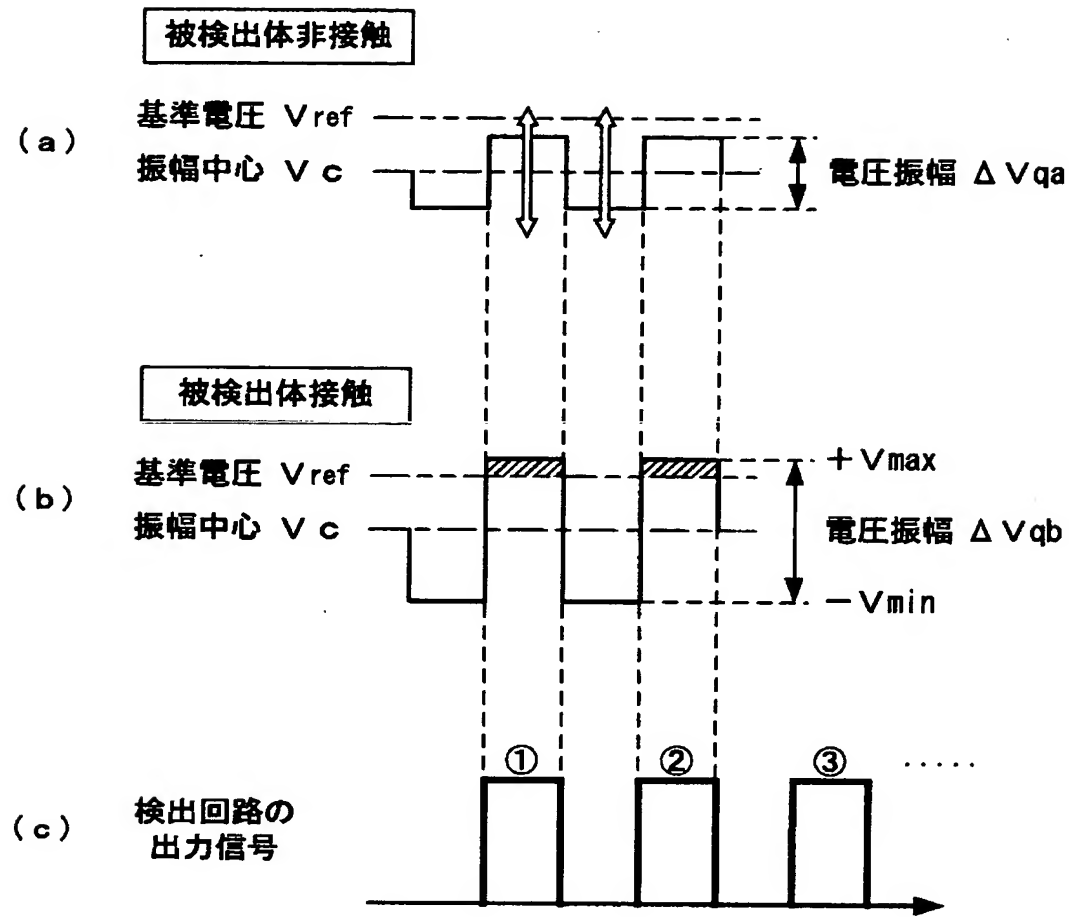 被検出体非接触
(a)
基準電圧 Vref
振幅中心 Vc
電圧振幅 ΔVqa
被検出体接触
(b)
基準電圧 Vref
振幅中心 Vc
+Vmax
電圧振幅 ΔVqb
-Vmin
(c)
検出回路の
出力信号
① ② ③ ·····